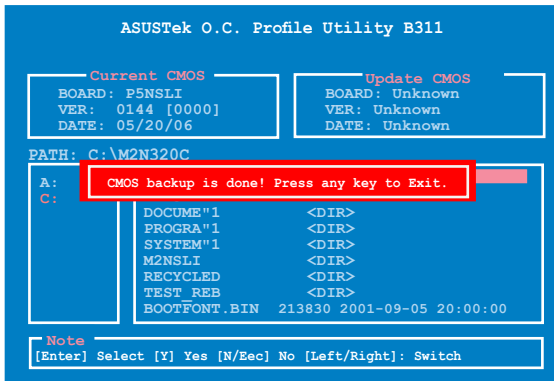 ASUSTek O.C. Profile Utility B311
Current CMOS
BOARD: P5NSLI
VER: 0144 [0000]
DATE: 05/20/06
Update CMOS
BOARD: Unknown
VER: Unknown
DATE: Unknown
PATH: C:\M2N320C
A:
C:
CMOS backup is done! Press any key to Exit.
DOCUME"1 <DIR>
PROGRA"1 <DIR>
SYSTEM"1 <DIR>
M2NSLI <DIR>
RECYCLED <DIR>
TEST_REB <DIR>
BOOTFONT.BIN 213830 2001-09-05 20:00:00
Note
[Enter] Select [Y] Yes [N/Eec] No [Left/Right]: Switch